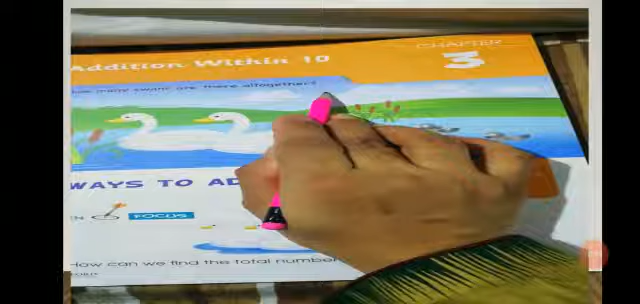 CHAPTER
Addition Within 10
3
many swans are there altogether?
WAYS TO AD
EN
FOCUS
How can we find the total number